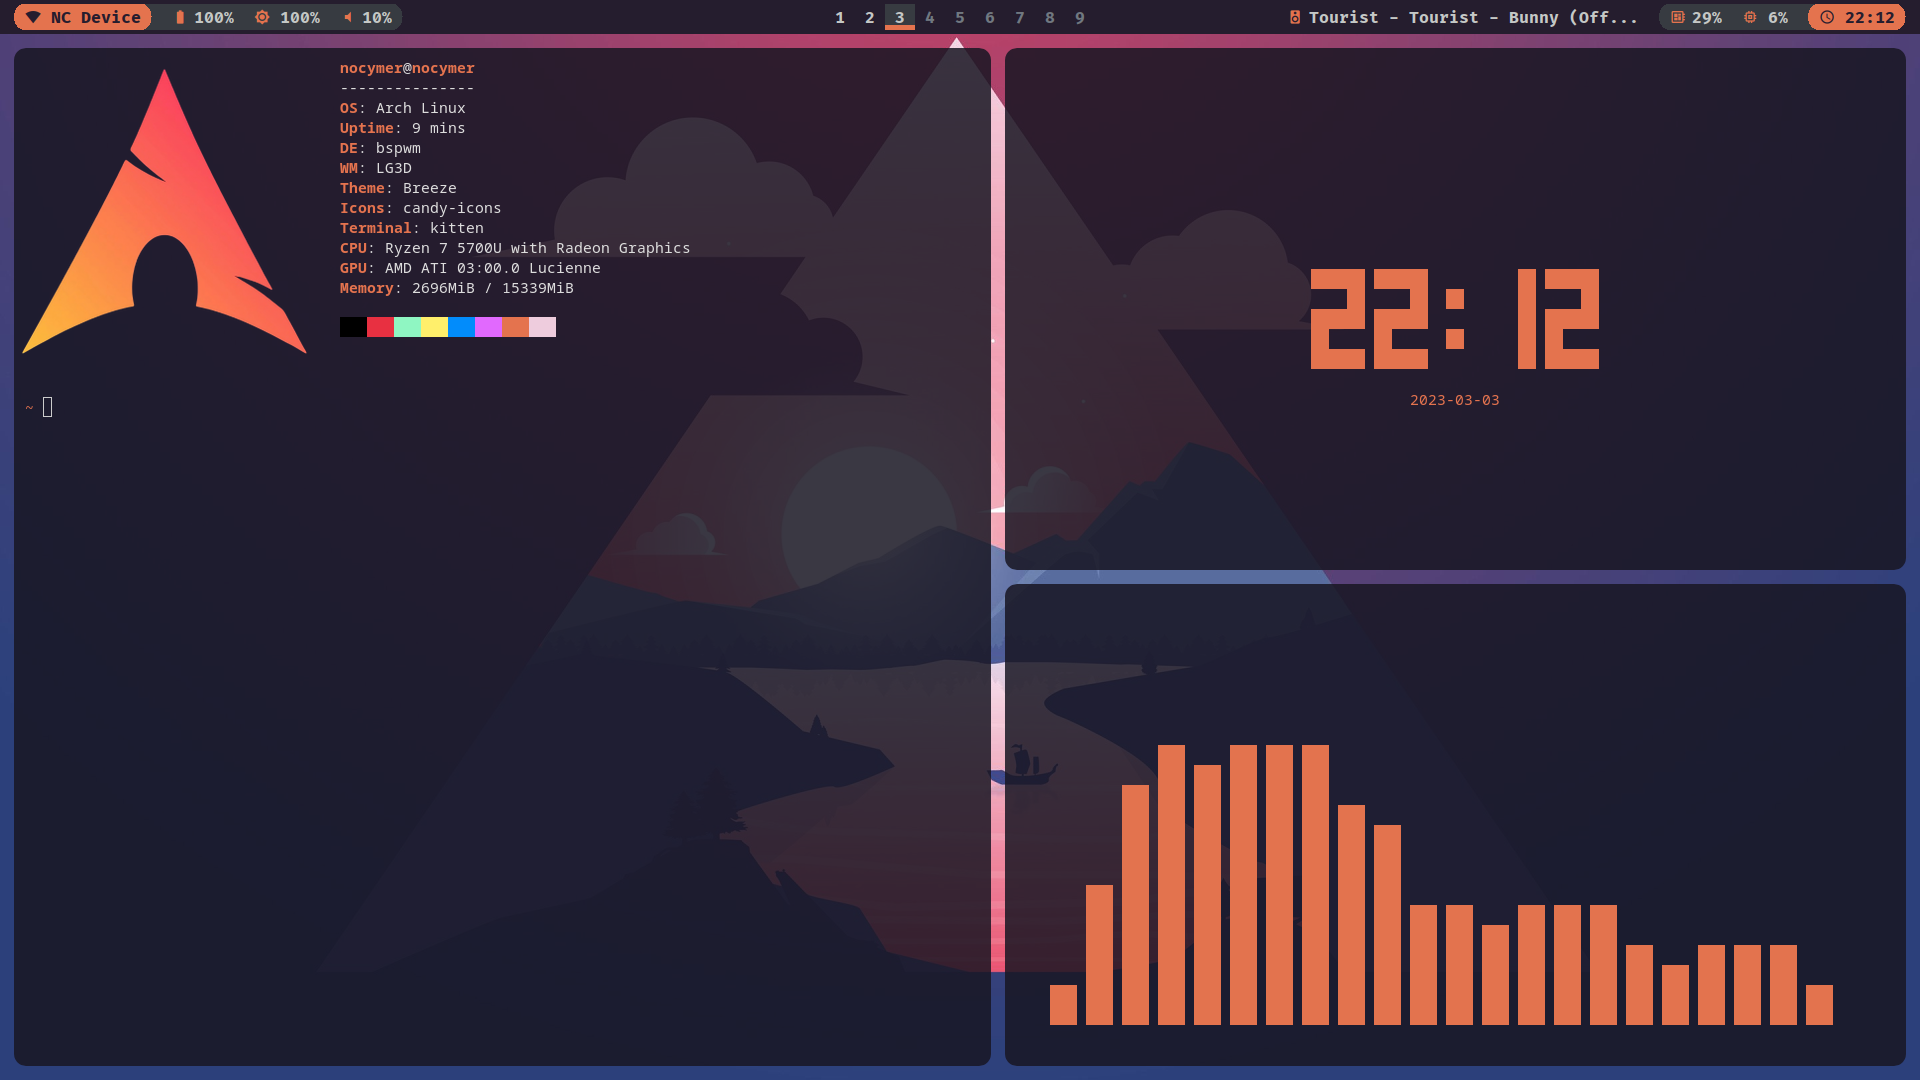 NC Device 100% 100% 10% 1 2 3 4 5 6 7 8 9 Tourist - Tourist - Bunny (Off... 29% 6% 22:12
nocymer@nocymer
---------------
OS: Arch Linux
Uptime: 9 mins
DE: bspwm
WM: LG3D
Theme: Breeze
Icons: candy-icons
Terminal: kitten
CPU: Ryzen 7 5700U with Radeon Graphics
GPU: AMD ATI 03:00.0 Lucienne
Memory: 2696MiB / 15339MiB
~
22:12
2023-03-03